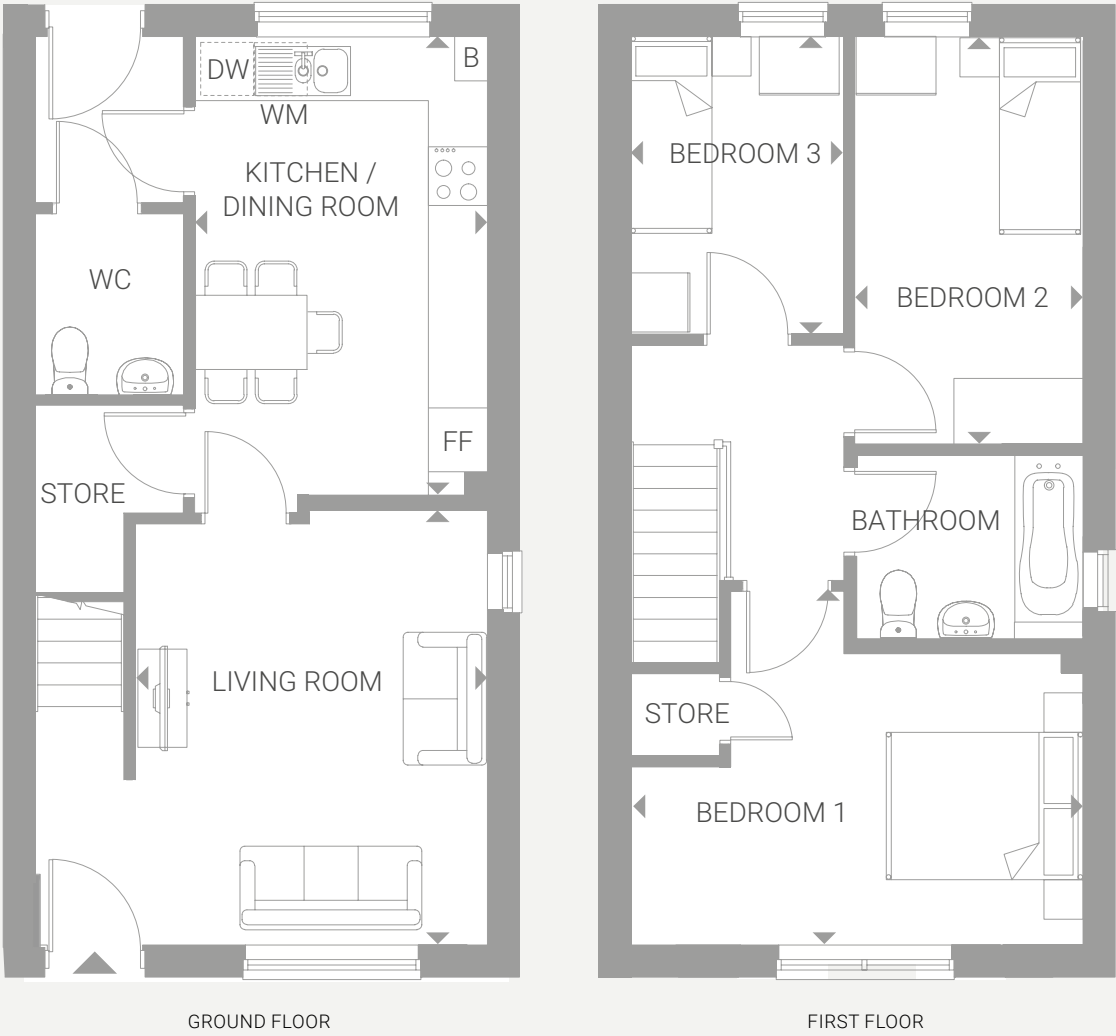 DW
B
WM
KITCHEN /
DINING ROOM
WC
FF
STORE
LIVING ROOM
GROUND FLOOR
BEDROOM 3
BEDROOM 2
BATHROOM
STORE
BEDROOM 1
FIRST FLOOR